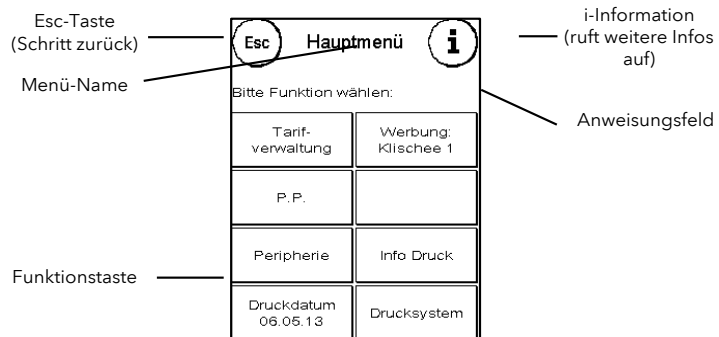 Esc-Taste
(Schritt zurück)
Menü-Name
Funktionstaste
Esc
Hauptmenü
i
Bitte Funktion wählen:
Tarif-
verwaltung
Werbung:
Klischee 1
P.P.
Peripherie
Info Druck
Druckdatum
06.05.13
Drucksystem
i-Information
(ruft weitere Infos
auf)
Anweisungsfeld